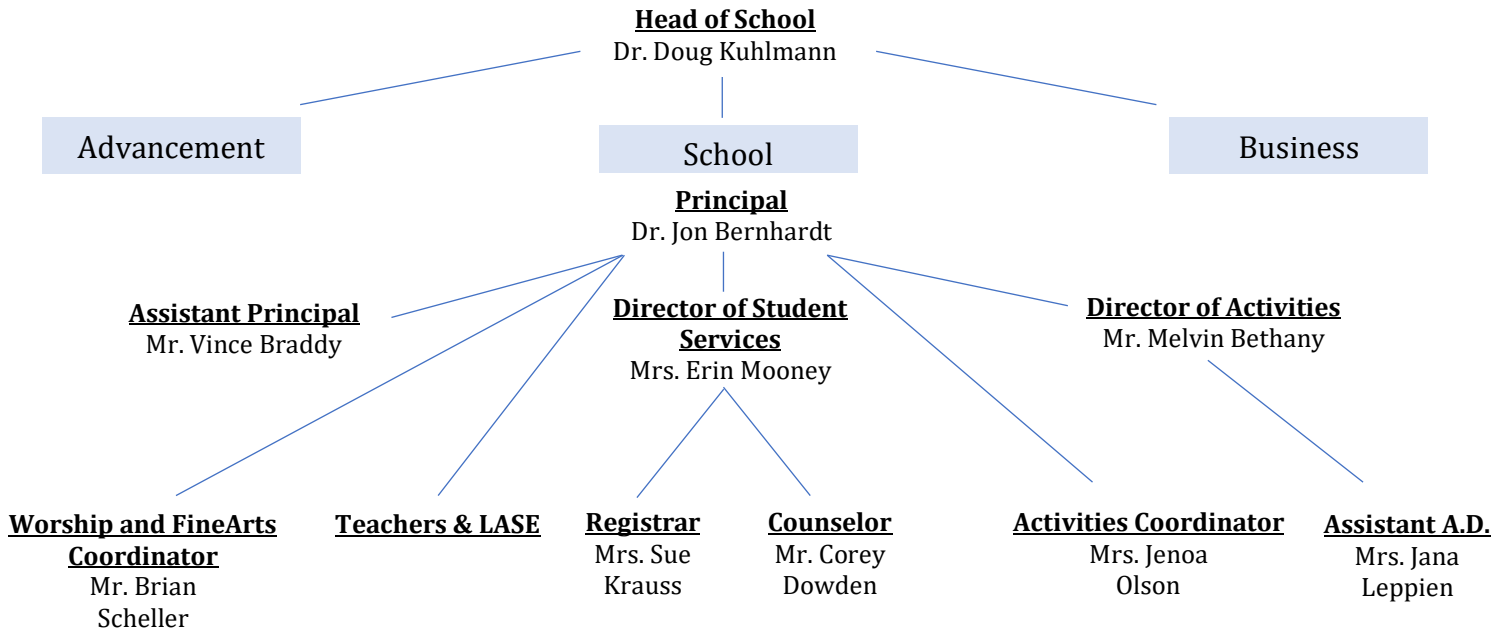 Head of School
Dr. Doug Kuhlmann
Advancement
School
Business
Principal
Dr. Jon Bernhardt
Assistant Principal
Mr. Vince Braddy
Director of Student
Services
Mrs. Erin Mooney
Director of Activities
Mr. Melvin Bethany
Worship and FineArts
Coordinator
Mr. Brian
Scheller
Teachers & LASE
Registrar
Mrs. Sue
Krauss
Counselor
Mr. Corey
Dowden
Activities Coordinator
Mrs. Jenoa
Olson
Assistant A.D.
Mrs. Jana
Leppien